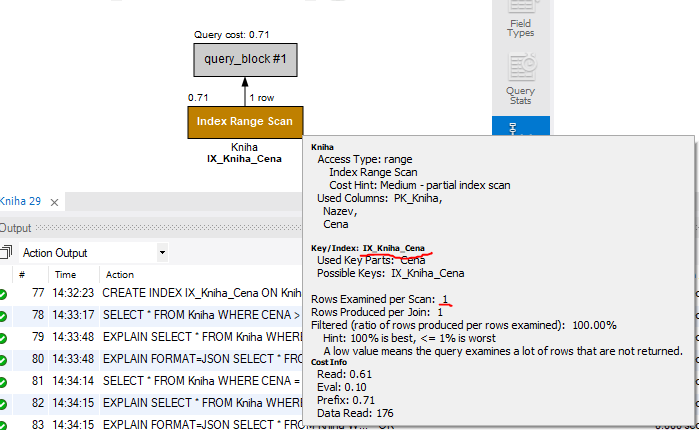 Query cost: 0.71
query_block #1
0.71
1 row
Index Range Scan
Kniha
IX_Kniha_Cena
Field
Types
Query
Stats
Kniha
Access Type: range
Index Range Scan
Cost Hint: Medium - partial index scan
Used Columns: PK_Kniha,
Nazev,
Cena
Key/Index: IX_Kniha_Cena
Used Key Parts: Cena
Possible Keys: IX_Kniha_Cena
Rows Examined per Scan: 1
Rows Produced per Join: 1
Filtered (ratio of rows produced per rows examined): 100.00%
Hint: 100% is best, <= 1% is worst
A low value means the query examines a lot of rows that are not returned.
Cost Info
Read: 0.61
Eval: 0.10
Prefix: 0.71
Data Read: 176
Kniha 29
Output
Action Output
# Time Action
77 14:32:23 CREATE INDEX IX_Kniha_Cena ON Knih
78 14:33:17 SELECT * FROM Kniha WHERE CENA >
79 14:33:48 EXPLAIN SELECT * FROM Kniha WHERE
80 14:33:48 EXPLAIN FORMAT=JSON SELECT * FRO
81 14:34:14 SELECT * FROM Kniha WHERE CENA =
82 14:34:15 EXPLAIN SELECT * FROM Kniha WHERE
83 14:34:15 EXPLAIN FORMAT=JSON SELECT * FROM Kniha W... OK